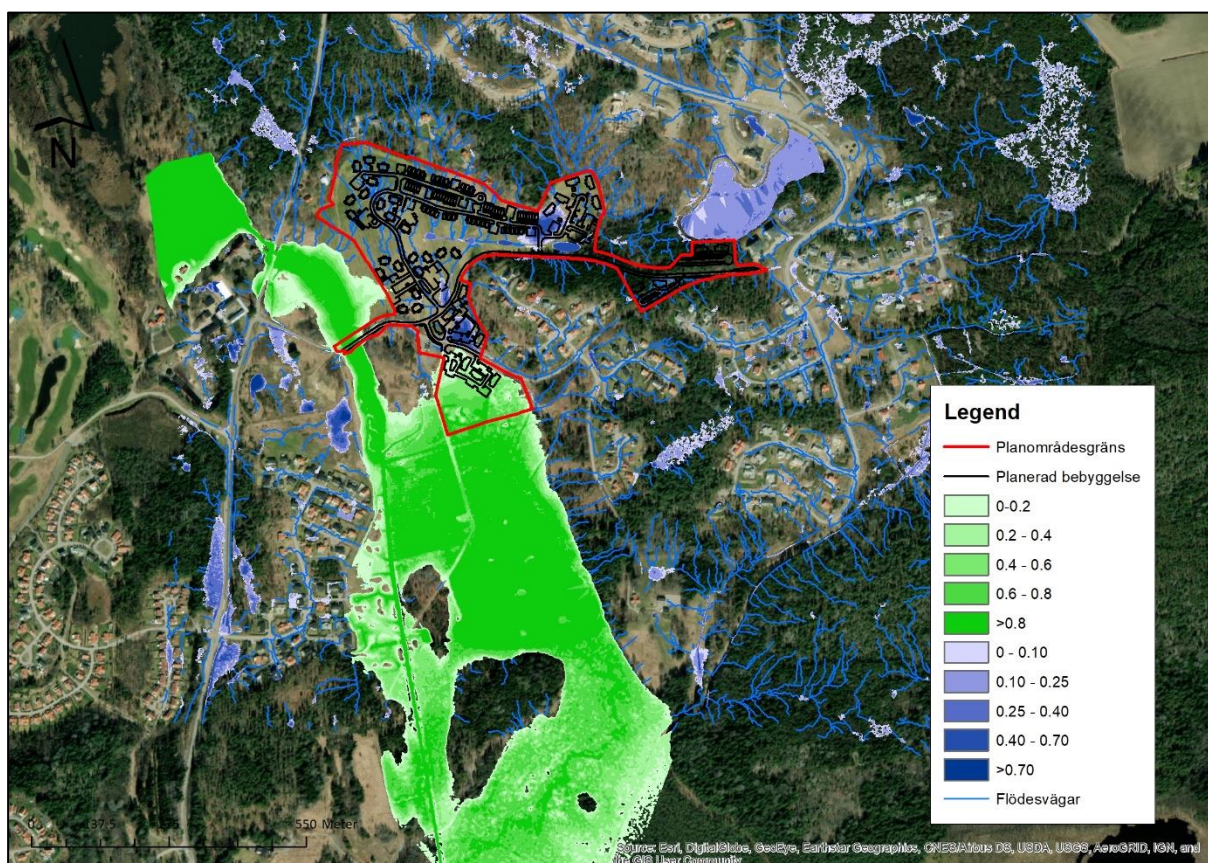 N
Legend
Planområdesgräns
Planerad bebyggelse
0-0.2
0.2 - 0.4
0.4 - 0.6
0.6 - 0.8
>0.8
0 - 0.10
0.10 - 0.25
0.25 - 0.40
0.40 - 0.70
>0.70
Flödesvägar
0 137.5 275 550 Meter
Source: Esri, DigitalGlobe, GeoEye, Earthstar Geographics, CNES/Airbus DS, USDA, USGS, AeroGRID, IGN, and
the GIS User Community